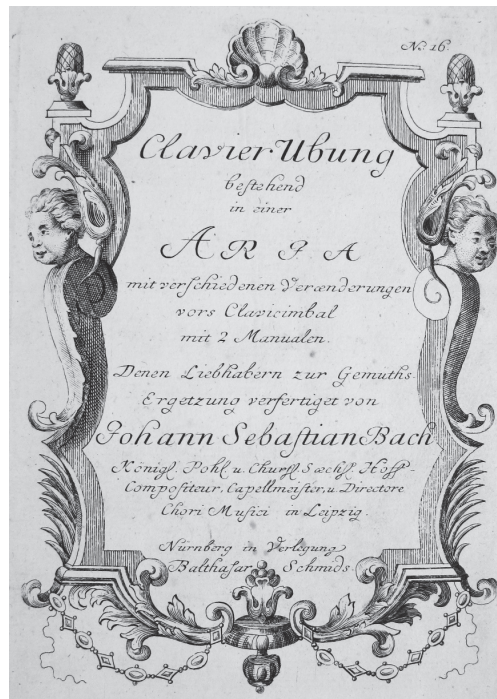 No. 16.
Clavier Ubung
bestehend
in einer
ARIA
mit verschiedenen Verænderungen
vors Clavicimbal
mit 2 Manualen.
Denen Liebhabern zur Gemüths-
Ergetzung verfertiget von
Johann Sebastian Bach
Königl. Pohl. u. Churfl. Sæchs. Hoff-
Compositeur, Capellmeister, u. Directore
Chori Musici in Leipzig.
Nürnberg in Verlegung
Balthasar Schmids